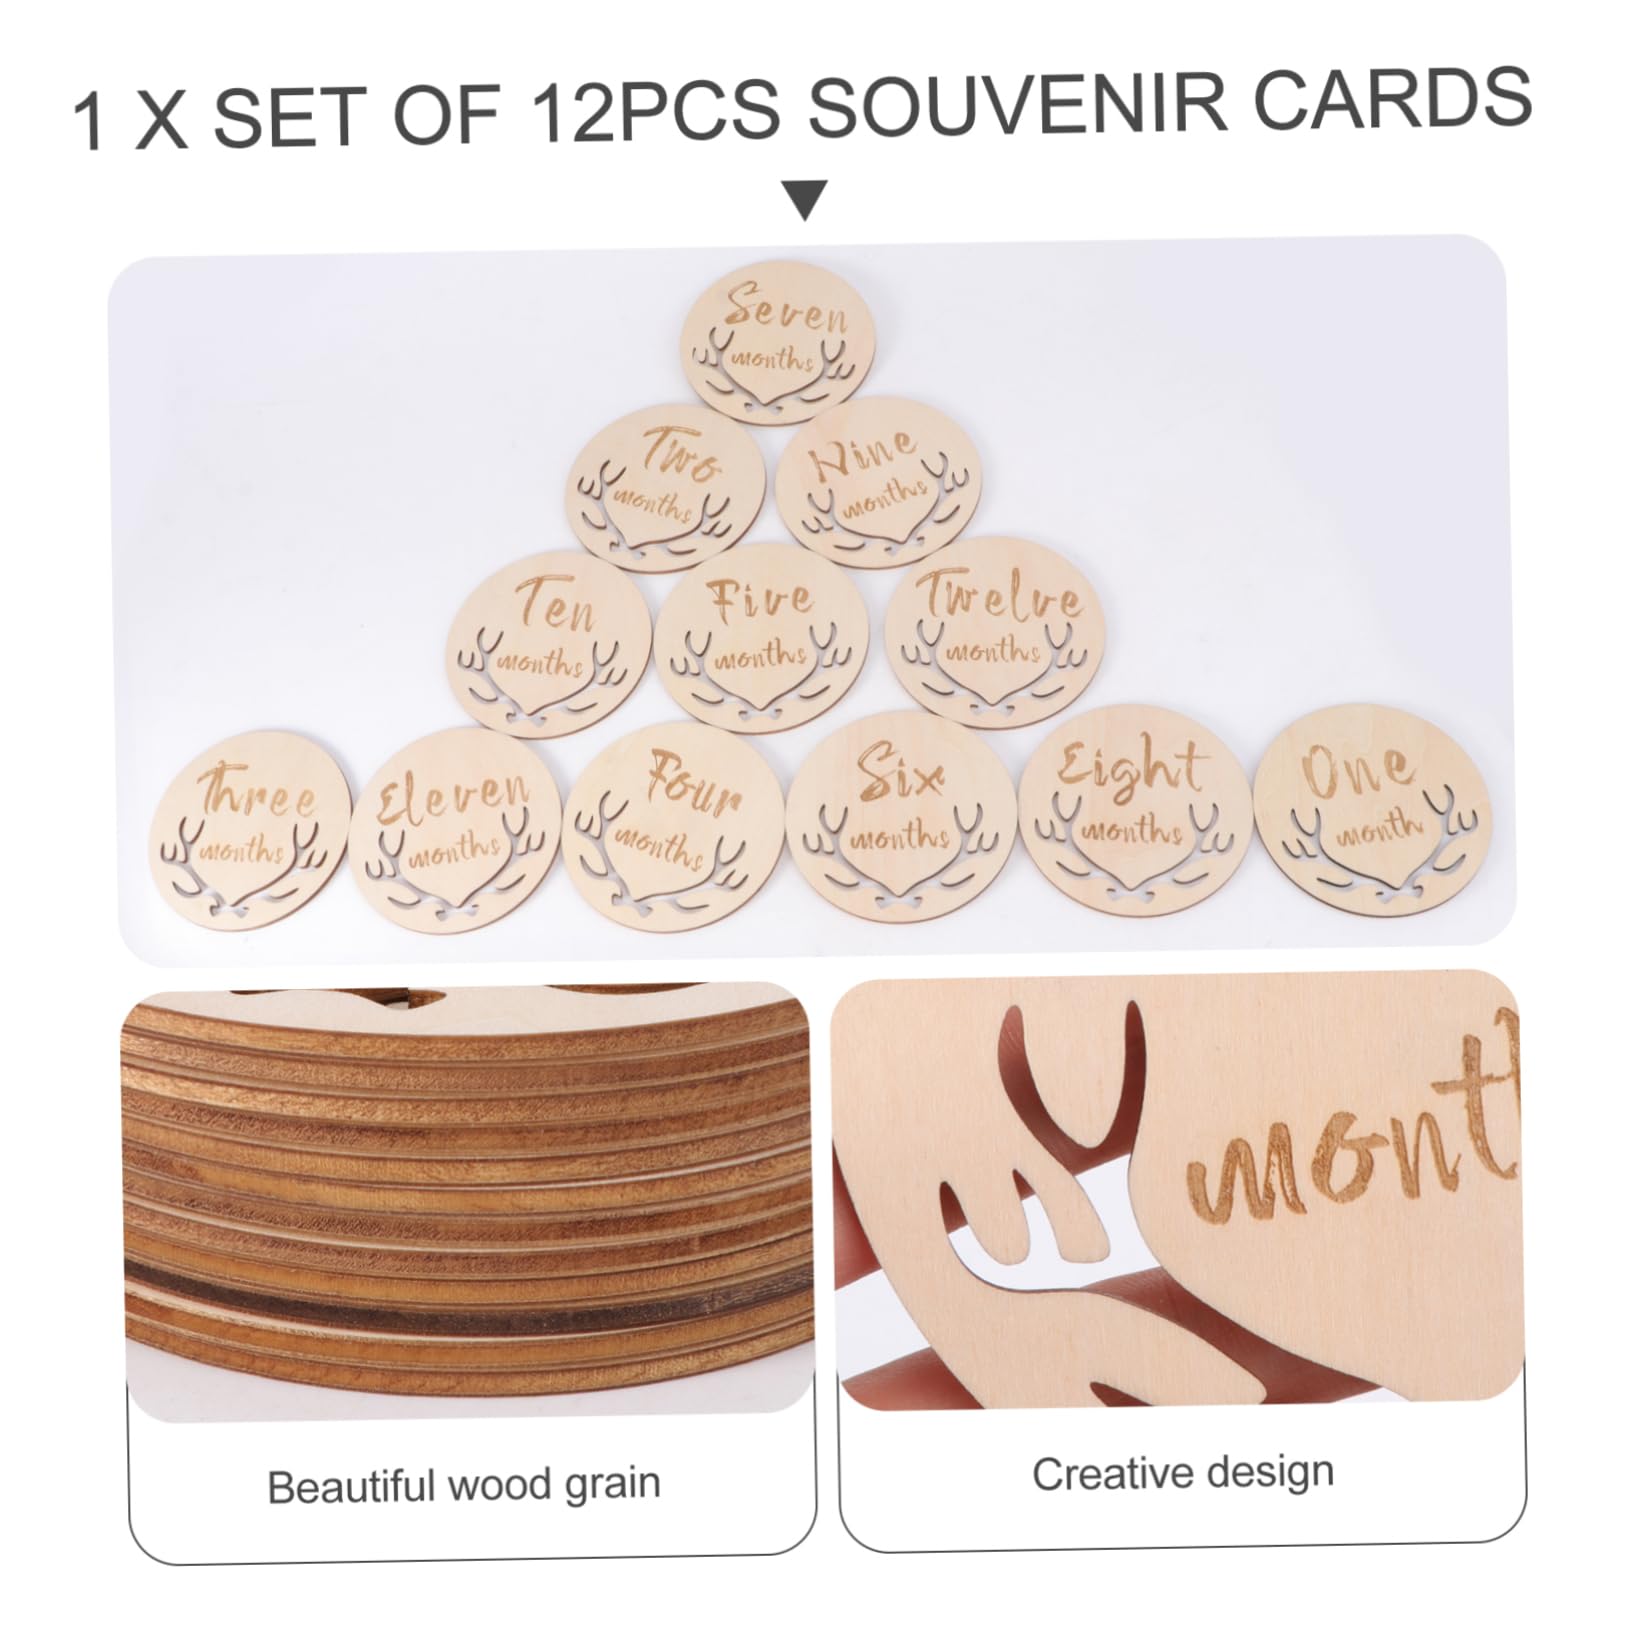 1 X SET OF 12PCS SOUVENIR CARDS
Seven
months
Two
months
Nine
months
Ten
months
Five
months
Twelve
months
Three
months
Eleven
months
Four
months
Six
months
Eight
months
One
month
mont
Beautiful wood grain
Creative design